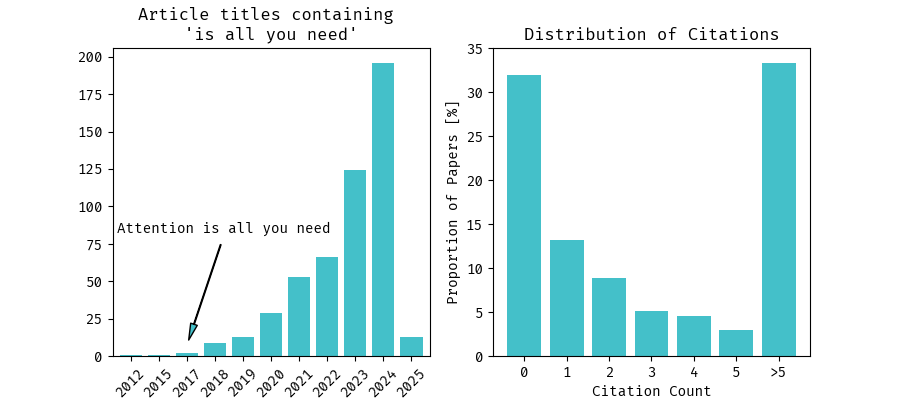 Article titles containing
'is all you need'
200
175
150
125
100
75
50
25
0
Attention is all you need
2012 2015 2017 2018 2019 2020 2021 2022 2023 2024 2025
Distribution of Citations
Proportion of Papers [%]
35
30
25
20
15
10
5
0
0 1 2 3 4 5 >5
Citation Count